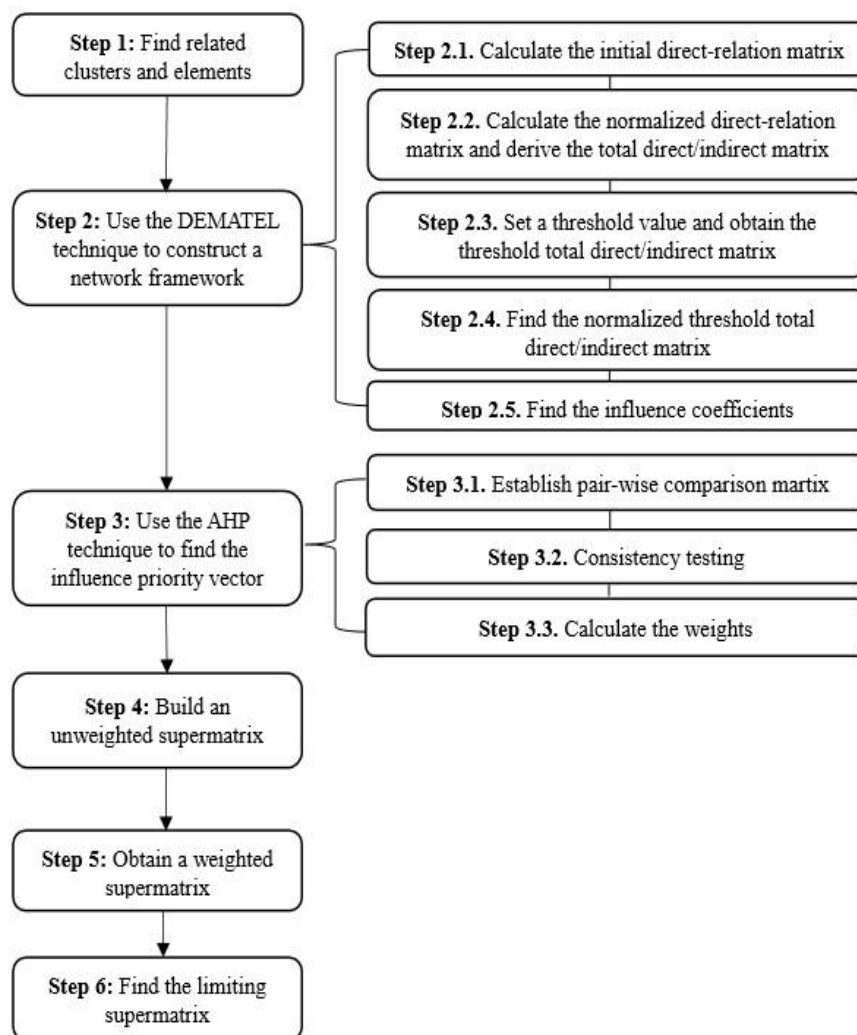 Step 1: Find related
clusters and elements
Step 2: Use the DEMATEL
technique to construct a
network framework
Step 2.1. Calculate the initial direct-relation matrix
Step 2.2. Calculate the normalized direct-relation
matrix and derive the total direct/indirect matrix
Step 2.3. Set a threshold value and obtain the
threshold total direct/indirect matrix
Step 2.4. Find the normalized threshold total
direct/indirect matrix
Step 2.5. Find the influence coefficients
Step 3: Use the AHP
technique to find the
influence priority vector
Step 3.1. Establish pair-wise comparison martix
Step 3.2. Consistency testing
Step 3.3. Calculate the weights
Step 4: Build an
unweighted supermatrix
Step 5: Obtain a weighted
supermatrix
Step 6: Find the limiting
supermatrix